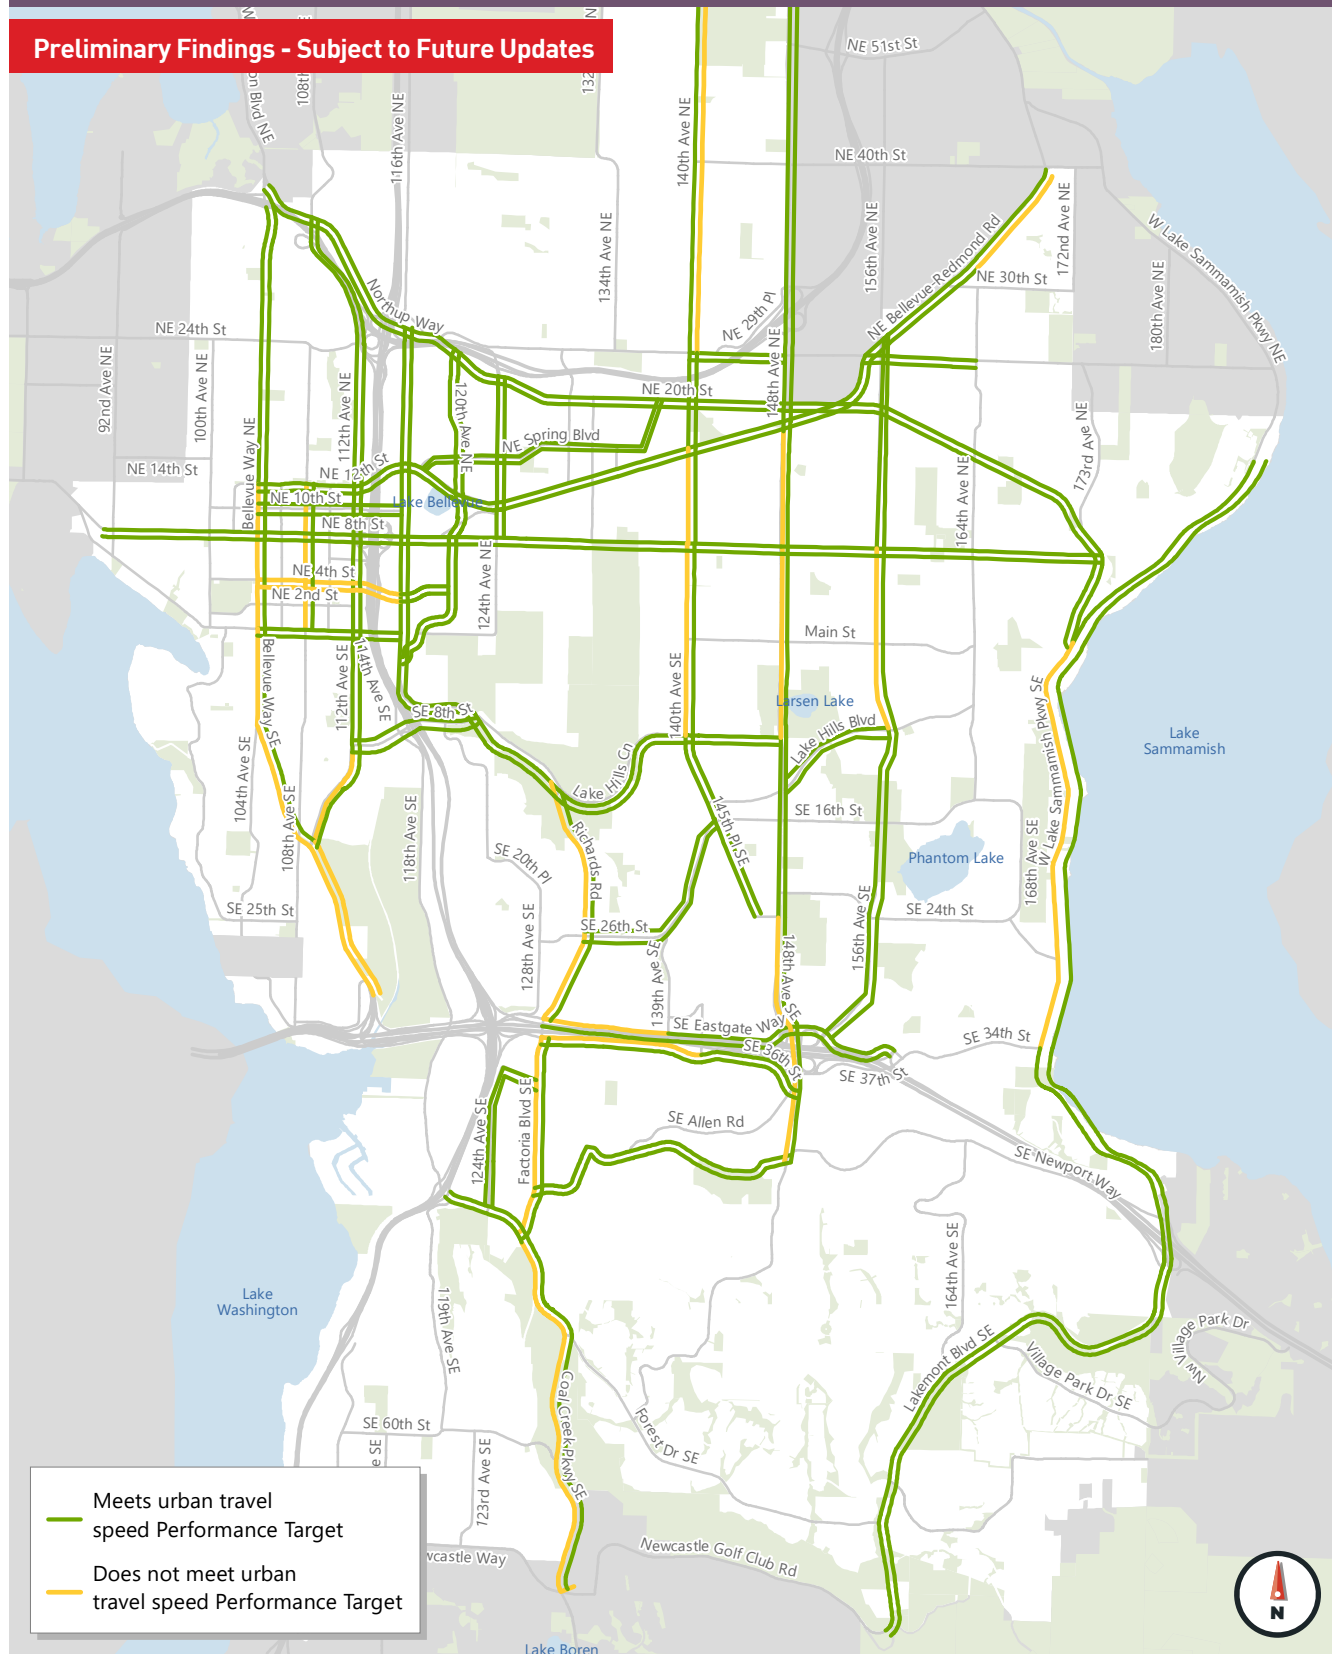 Preliminary Findings - Subject to Future Updates
on Blvd NE
108th
116th Ave NE
132
N
NE 51st St
140th Ave NE
NE 40th St
134th Ave NE
156th Ave NE
172nd Ave NE
W Lake Sammamish Pkwy NE
NE Bellevue-Redmond Rd
NE 30th St
180th Ave NE
Northup Way
NE 29th Pl
NE 24th St
148th Ave NE
92nd Ave NE
100th Ave NE
112th Ave NE
120th Ave NE
NE 20th St
Bellevue Way NE
NE Spring Blvd
173rd Ave NE
164th Ave NE
NE 14th St
NE 12th St
NE 10th St
Lake Bellevue
NE 8th St
124th Ave NE
NE 4th St
NE 2nd St
Main St
Bellevue Way SE
112th Ave SE
114th Ave SE
140th Ave SE
Larsen Lake
SE 8th St
Lake Hills Blvd
W Lake Sammamish Pkwy SE
Lake
Sammamish
104th Ave SE
108th Ave SE
118th Ave SE
Lake Hills Cn
145th Pl SE
SE 16th St
168th Ave SE
Phantom Lake
Richards Rd
SE 20th Pl
SE 25th St
SE 26th St
SE 24th St
128th Ave SE
139th Ave SE
148th Ave SE
156th Ave SE
SE Eastgate Way
SE 36th St
SE 34th St
SE 37th St
124th Ave SE
Factoria Blvd SE
SE Allen Rd
SE Newport Way
164th Ave SE
Lake
Washington
119th Ave SE
Lakemont Blvd SE
Village Park Dr SE
NW Village Park Dr
Coal Creek Pkwy SE
Forest Dr SE
SE 60th St
e SE
123rd Ave SE
wcastle Way
Newcastle Golf Club Rd
Lake Boren
Meets urban travel
speed Performance Target
Does not meet urban
travel speed Performance Target
N